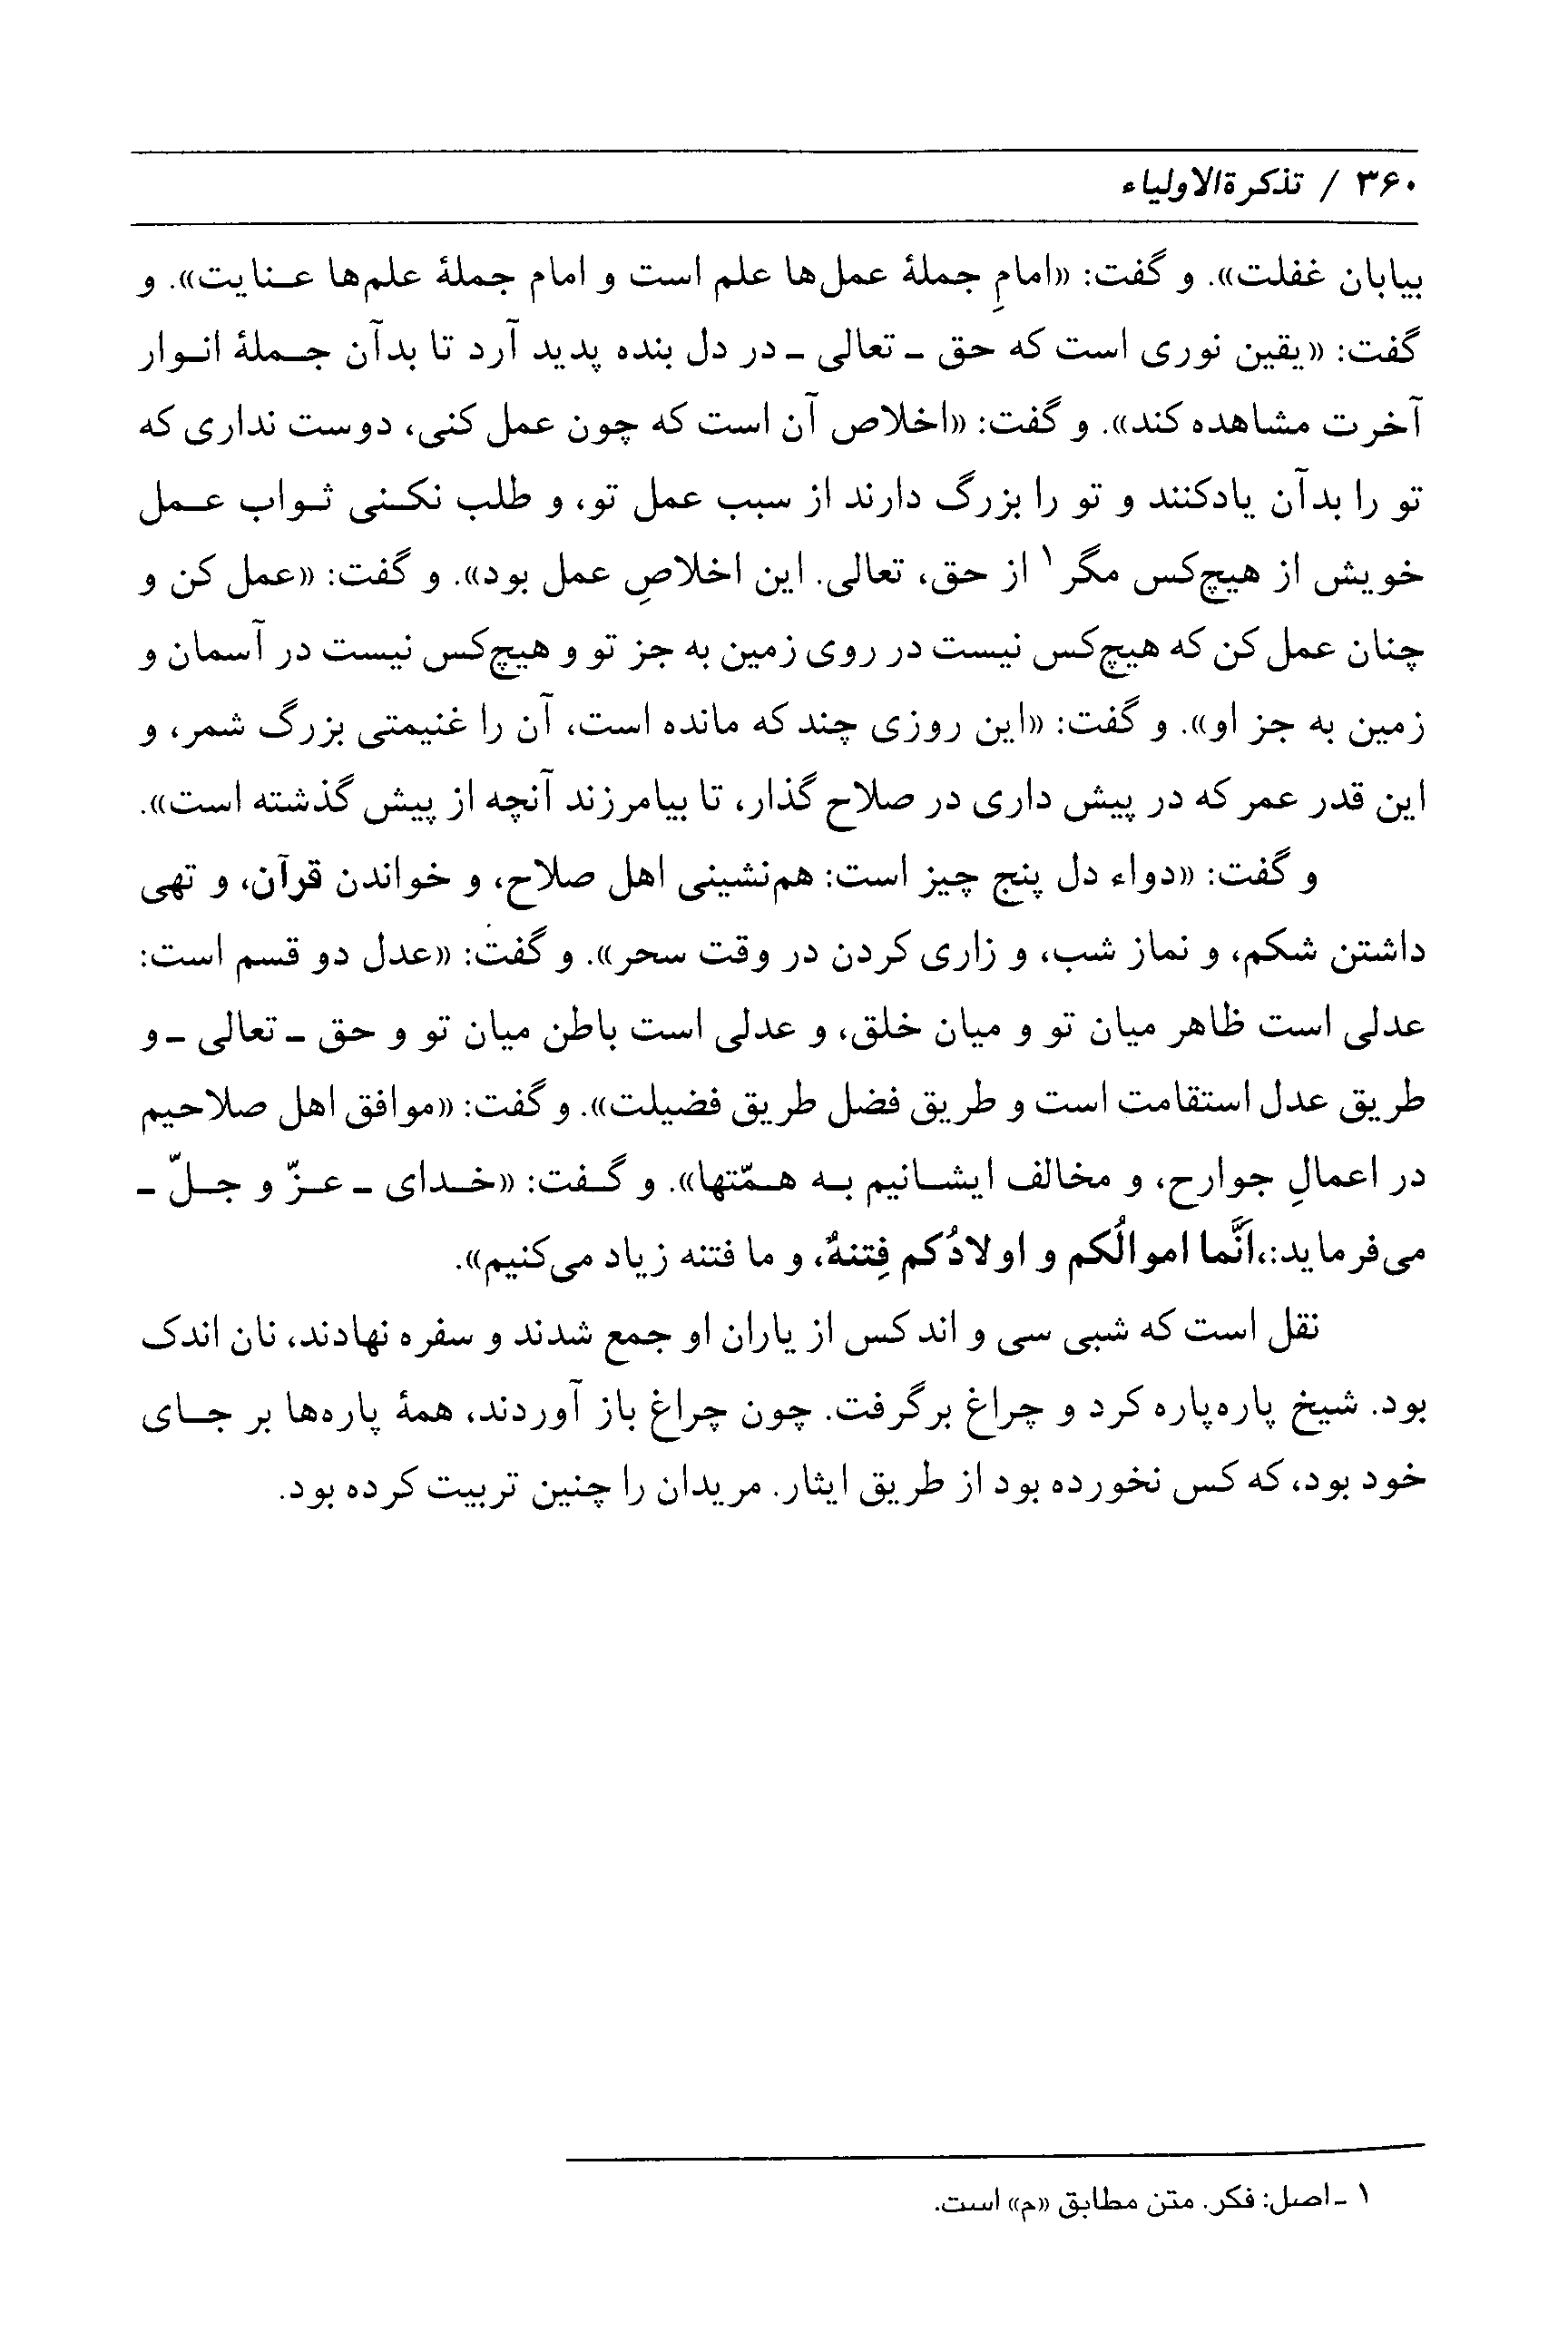 ۳۶۰ / تذکرةالاولیاء
بیابان غفلت». و گفت: «امامِ جملهٔ عمل‌ها علم است و امام جملهٔ علم‌ها عنایت». و
گفت: «یقین نوری است که حق ـ تعالی ـ در دل بنده پدید آرد تا بدآن جملهٔ انوار
آخرت مشاهده کند». و گفت: «اخلاص آن است که چون عمل کنی، دوست نداری که
تو را بدآن یادکنند و تو را بزرگ دارند از سبب عمل تو، و طلب نکنی ثواب عمل
خویش از هیچ‌کس مگر۱ از حق، تعالی. این اخلاصِ عمل بود». و گفت: «عمل کن و
چنان عمل کن که هیچ‌کس نیست در روی زمین به جز تو و هیچ‌کس نیست در آسمان و
زمین به جز او». و گفت: «این روزی چند که مانده است، آن را غنیمتی بزرگ شمر، و
این قدر عمر که در پیش داری در صلاح گذار، تا بیامرزند آنچه از پیش گذشته است».
و گفت: «دواء دل پنج چیز است: هم‌نشینی اهل صلاح، و خواندن قرآن، و تهی
داشتن شکم، و نماز شب، و زاری کردن در وقت سحر». و گفت: «عدل دو قسم است:
عدلی است ظاهر میان تو و میان خلق، و عدلی است باطن میان تو و حق ـ تعالی ـ و
طریق عدل استقامت است و طریق فضل طریق فضیلت». و گفت: «موافق اهل صلاحیم
در اعمالِ جوارح، و مخالف ایشانیم به همّتها». و گفت: «خدای ـ عزّ و جلّ ـ
می‌فرماید:،اَنَّما اموالُکم و اولادُکم فِتنهٌ، و ما فتنه زیاد می‌کنیم».
نقل است که شبی سی و اند کس از یاران او جمع شدند و سفره نهادند، نان اندک
بود. شیخ پاره‌پاره کرد و چراغ برگرفت. چون چراغ باز آوردند، همهٔ پاره‌ها بر جای
خود بود، که کس نخورده بود از طریق ایثار. مریدان را چنین تربیت کرده بود.
۱ ـ اصل: فکر. متن مطابق «م» است.